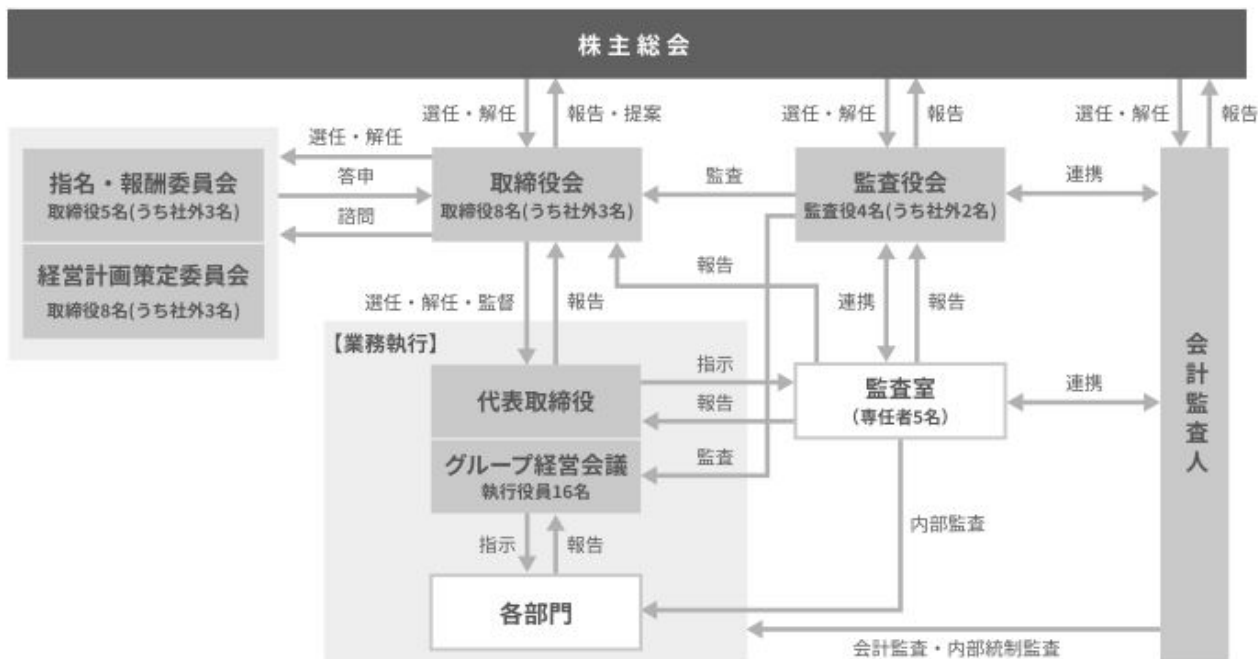 株主総会
選任・解任
報告・提案
選任・解任
報告
選任・解任
報告
選任・解任
答申
諮問
指名・報酬委員会
取締役5名(うち社外3名)
経営計画策定委員会
取締役8名(うち社外3名)
取締役会
取締役8名(うち社外3名)
監査
監査役会
監査役4名(うち社外2名)
連携
報告
選任・解任・監督
報告
連携
報告
【業務執行】
代表取締役
指示
報告
監査室
(専任者5名)
連携
会計監査人
グループ経営会議
執行役員16名
監査
指示
報告
内部監査
各部門
会計監査・内部統制監査